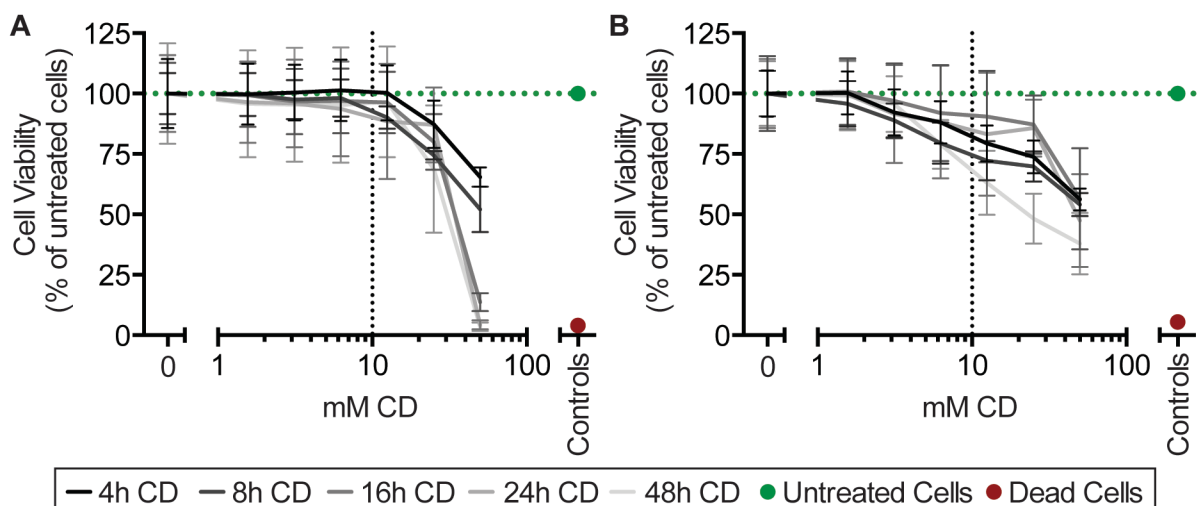 A
Cell Viability
(% of untreated cells)
125
100
75
50
25
0
0
1
10
100
mM CD
Controls
B
Cell Viability
(% of untreated cells)
125
100
75
50
25
0
0
1
10
100
mM CD
Controls
4h CD 8h CD 16h CD 24h CD 48h CD Untreated Cells Dead Cells